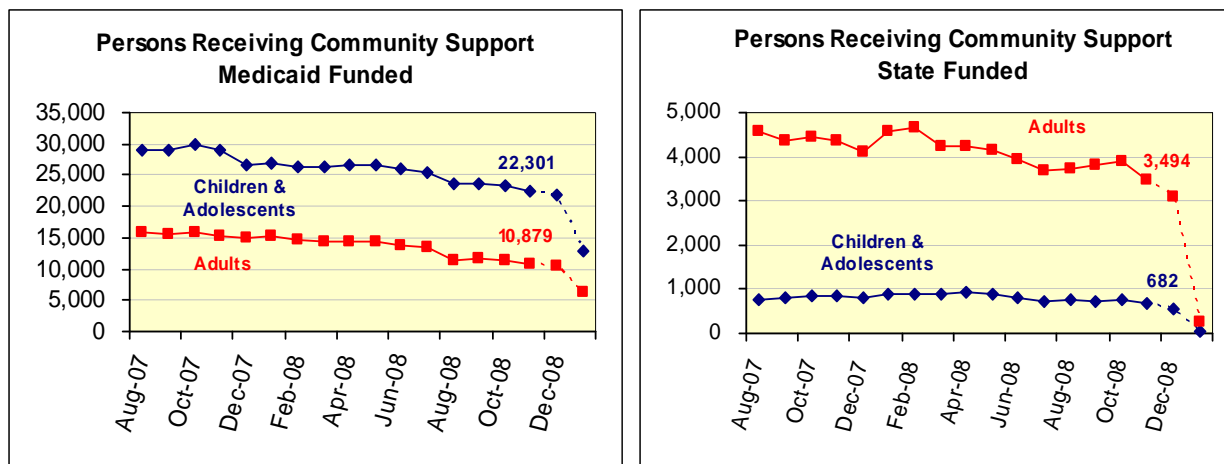 Persons Receiving Community Support
Medicaid Funded
35,000
30,000
25,000
20,000
15,000
10,000
5,000
0
22,301
Children &
Adolescents
10,879
Adults
Aug-07
Oct-07
Dec-07
Feb-08
Apr-08
Jun-08
Aug-08
Oct-08
Dec-08
Persons Receiving Community Support
State Funded
5,000
4,000
3,000
2,000
1,000
0
Adults
3,494
Children &
Adolescents
682
Aug-07
Oct-07
Dec-07
Feb-08
Apr-08
Jun-08
Aug-08
Oct-08
Dec-08